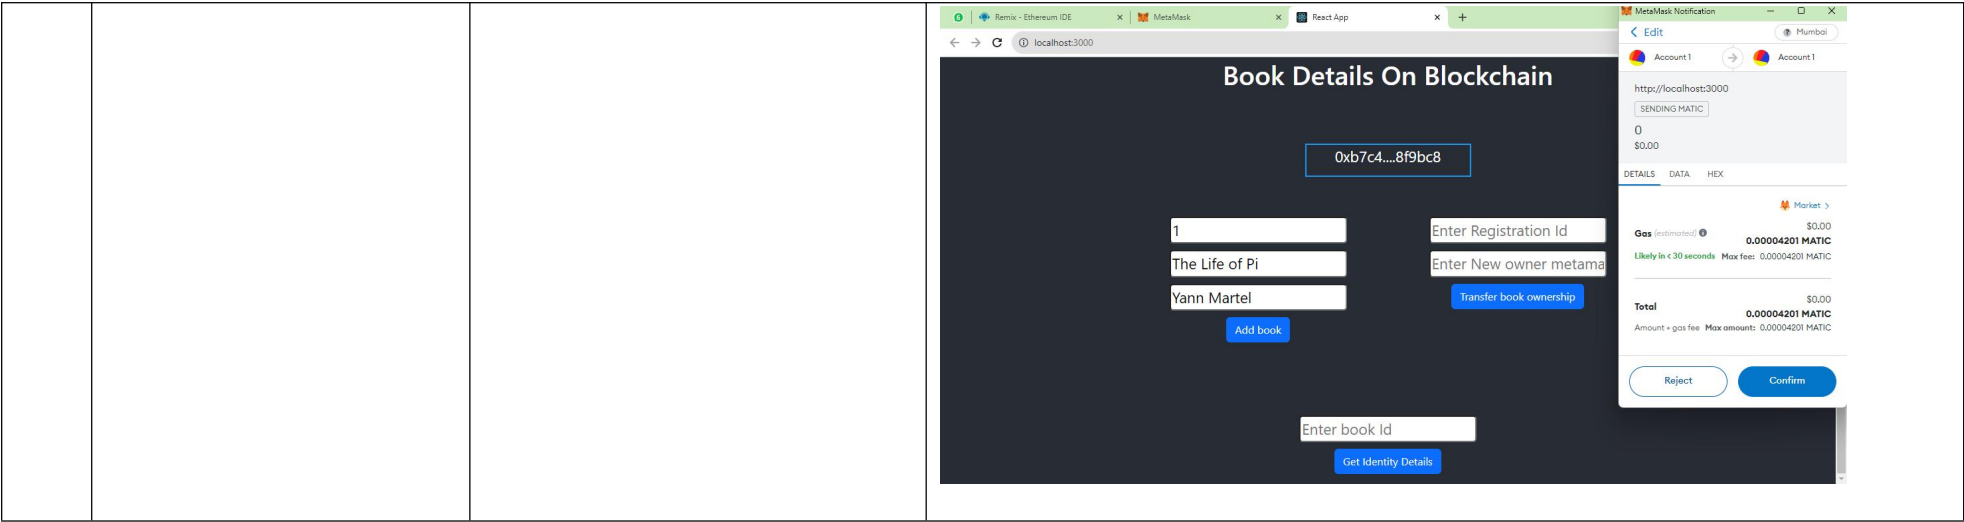 Remix - Ethereum IDE
MetaMask
React App
localhost:3000
Book Details On Blockchain
0xb7c4....8f9bc8
1
The Life of Pi
Yann Martel
Add book
Enter Registration Id
Enter New owner metama
Transfer book ownership
Enter book Id
Get Identity Details
MetaMask Notification
Edit
Mumbai
Account 1
Account 1
http://localhost:3000
SENDING MATIC
0
$0.00
DETAILS DATA HEX
Market >
Gas (estimated) $0.00
0.00004201 MATIC
Likely in < 30 seconds Max fee: 0.00004201 MATIC
Total $0.00
0.00004201 MATIC
Amount + gas fee Max amount: 0.00004201 MATIC
Reject
Confirm